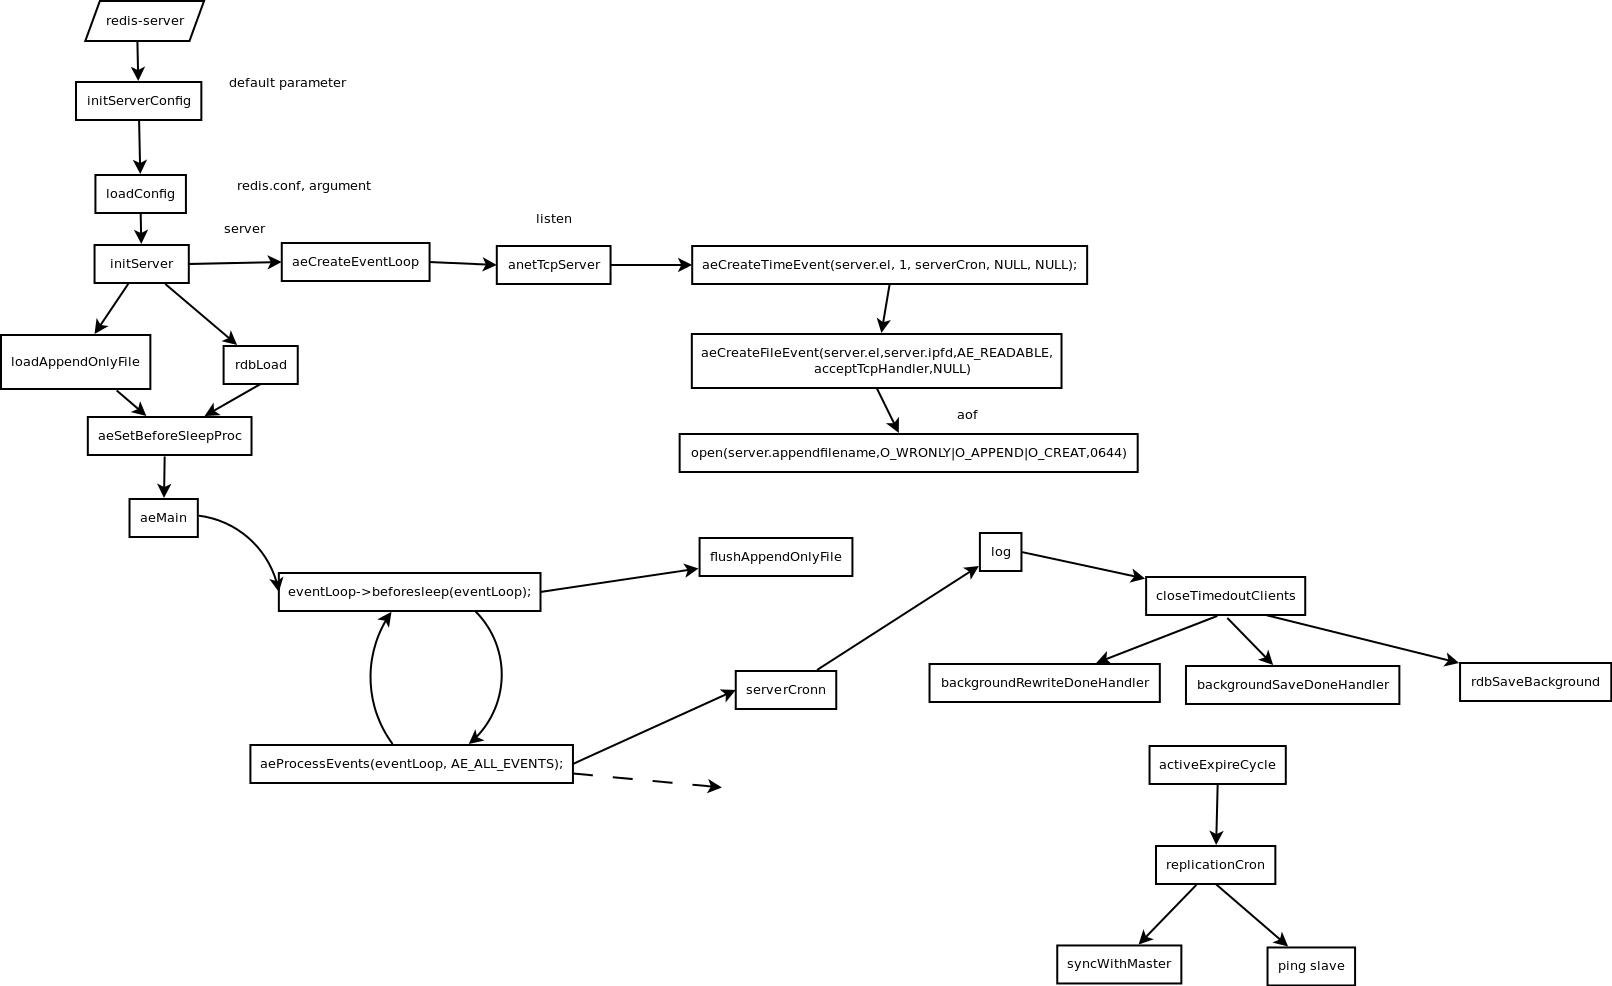 redis-server
default parameter
initServerConfig
redis.conf, argument
loadConfig
listen
server
initServer
aeCreateEventLoop
anetTcpServer
aeCreateTimeEvent(server.el, 1, serverCron, NULL, NULL);
loadAppendOnlyFile
rdbLoad
aeCreateFileEvent(server.el,server.ipfd,AE_READABLE,
acceptTcpHandler,NULL)
aof
aeSetBeforeSleepProc
open(server.appendfilename,O_WRONLY|O_APPEND|O_CREAT,0644)
aeMain
flushAppendOnlyFile
log
eventLoop->beforesleep(eventLoop);
closeTimedoutClients
serverCronn
backgroundRewriteDoneHandler
backgroundSaveDoneHandler
rdbSaveBackground
aeProcessEvents(eventLoop, AE_ALL_EVENTS);
activeExpireCycle
replicationCron
syncWithMaster
ping slave